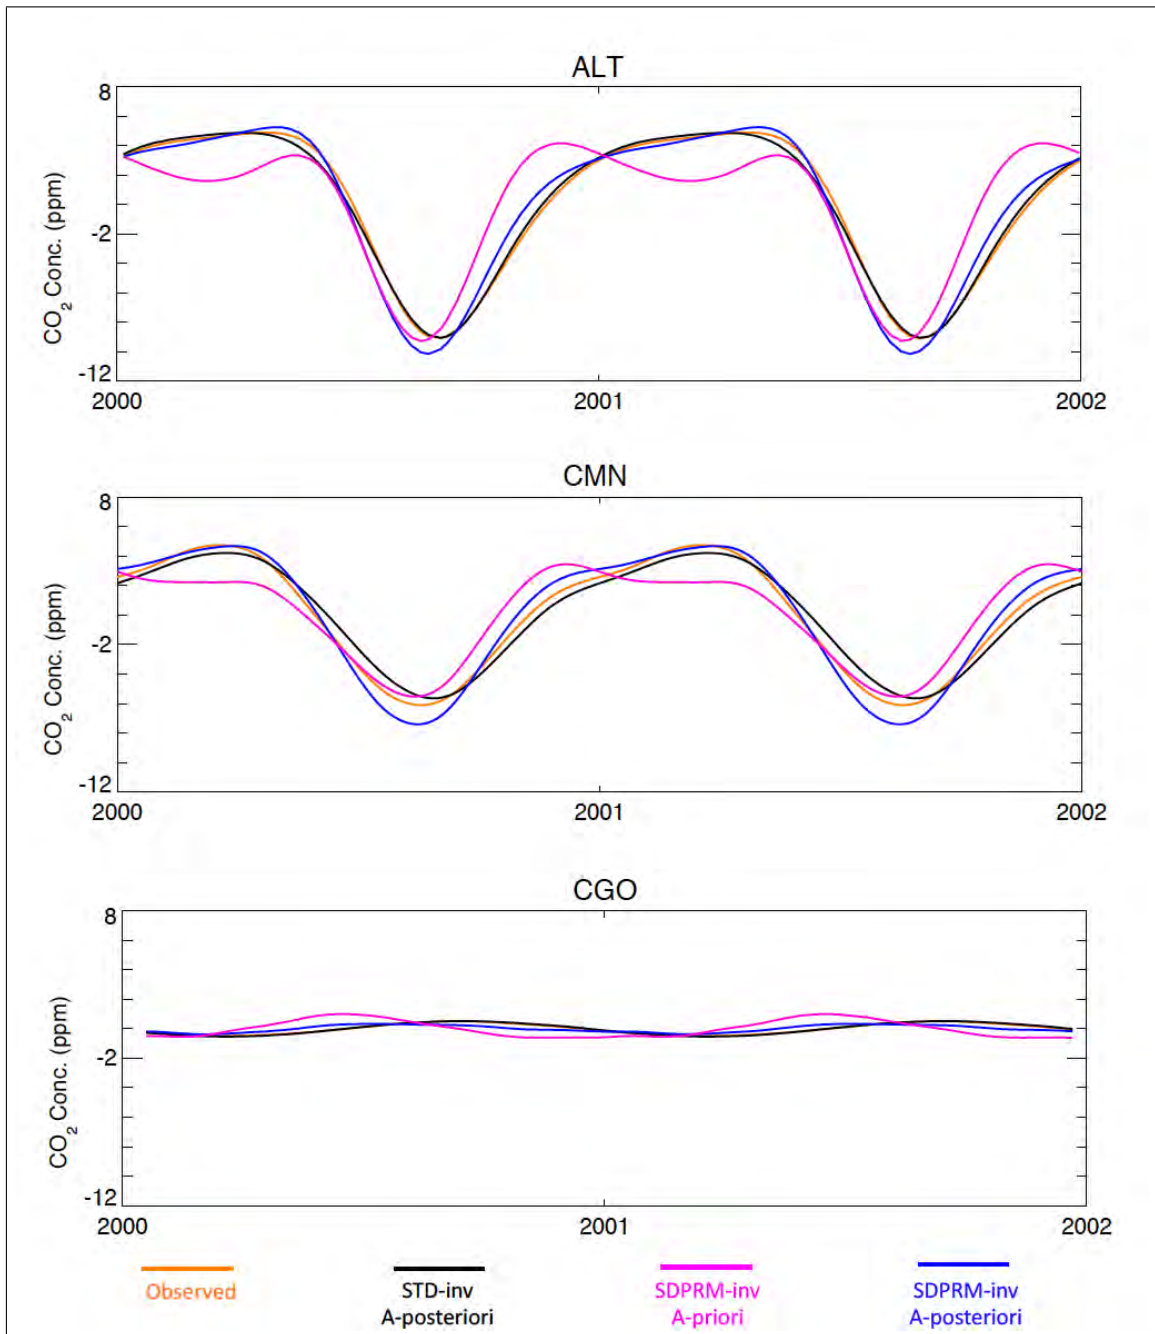 ALT
8
-2
-12
CO₂ Conc. (ppm)
2000 2001 2002
CMN
8
-2
-12
CO₂ Conc. (ppm)
2000 2001 2002
CGO
8
-2
-12
CO₂ Conc. (ppm)
2000 2001 2002
Observed STD-inv SDPRM-inv SDPRM-inv
A-posteriori A-priori A-posteriori